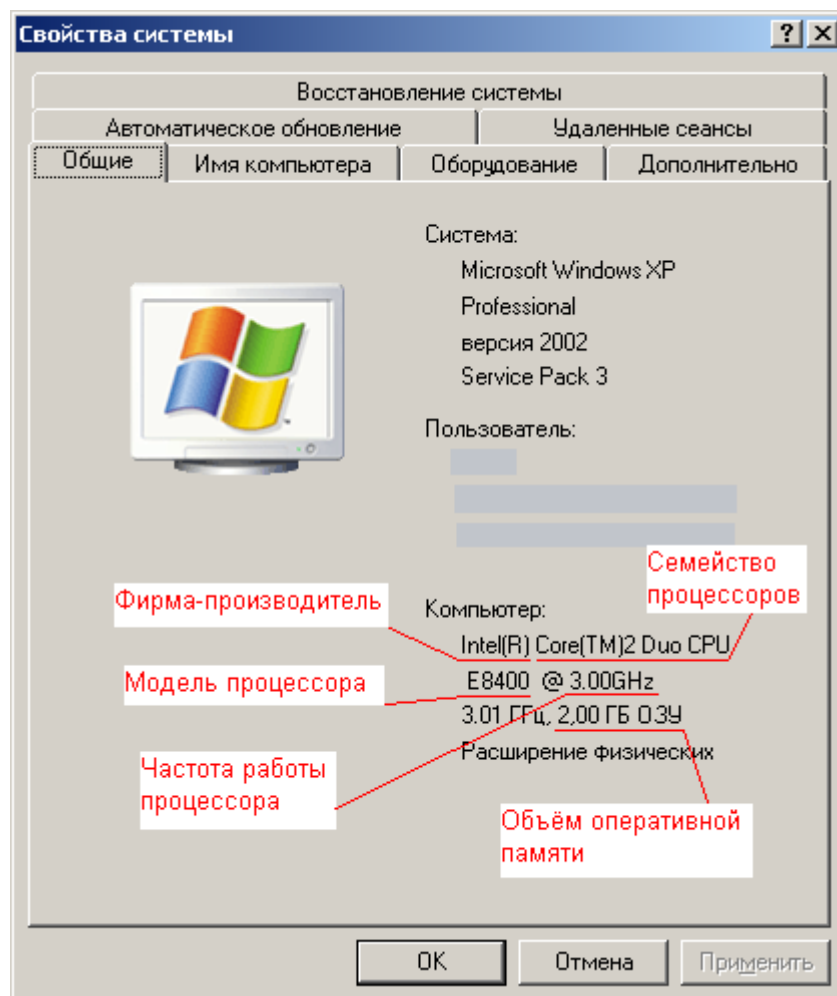 Свойства системы
Восстановление системы
Автоматическое обновление
Удаленные сеансы
Общие
Имя компьютера
Оборудование
Дополнительно
Система:
Microsoft Windows XP
Professional
версия 2002
Service Pack 3
Пользователь:
Семейство
процессоров
Фирма-производитель
Компьютер:
Intel(R) Core(TM)2 Duo CPU
Модель процессора
E8400 @ 3.00GHz
3.01 ГГц, 2,00 ГБ ОЗУ
Расширение физических
Частота работы
процессора
Объём оперативной
памяти
OK
Отмена
Применить